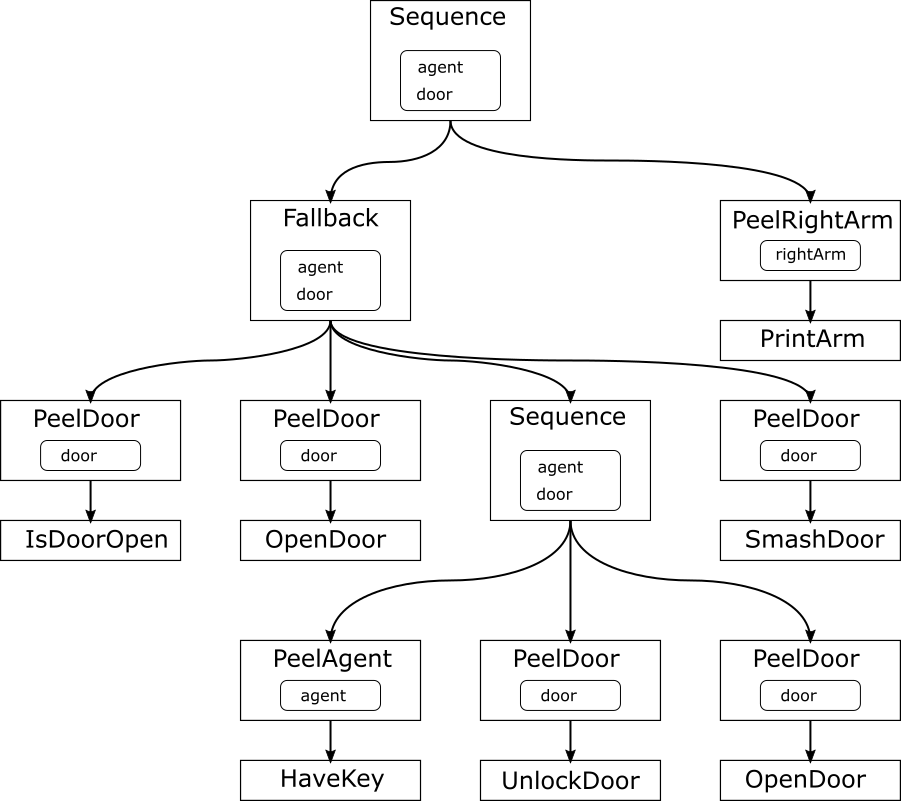 Sequence
agent
door
Fallback
agent
door
PeelRightArm
rightArm
PrintArm
PeelDoor
door
PeelDoor
door
Sequence
agent
door
PeelDoor
door
IsDoorOpen
OpenDoor
SmashDoor
PeelAgent
agent
PeelDoor
door
PeelDoor
door
HaveKey
UnlockDoor
OpenDoor